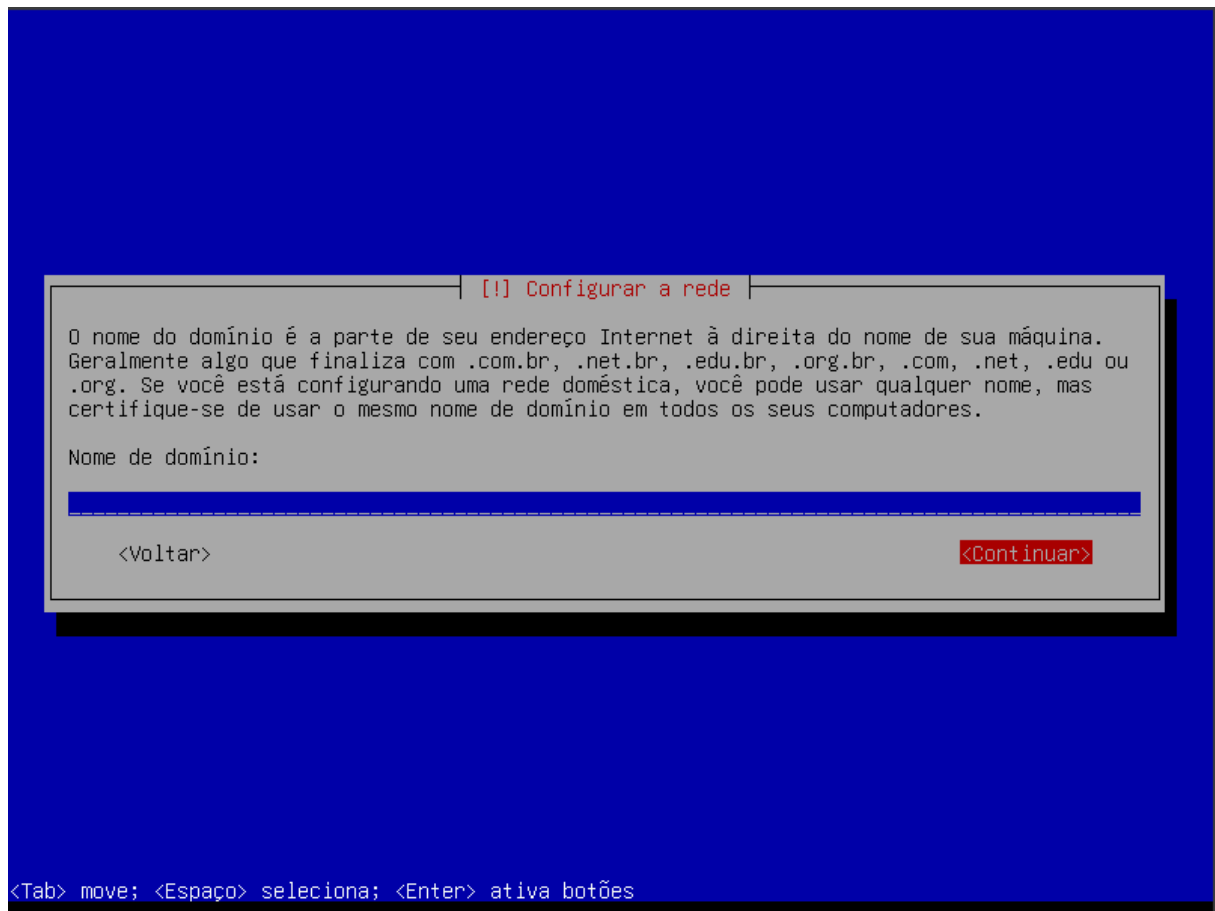 [!] Configurar a rede
O nome do domínio é a parte de seu endereço Internet à direita do nome de sua máquina.
Geralmente algo que finaliza com .com.br, .net.br, .edu.br, .org.br, .com, .net, .edu ou
.org. Se você está configurando uma rede doméstica, você pode usar qualquer nome, mas
certifique-se de usar o mesmo nome de domínio em todos os seus computadores.
Nome de domínio:
<Voltar> <Continuar>
<Tab> move; <Espaço> seleciona; <Enter> ativa botões